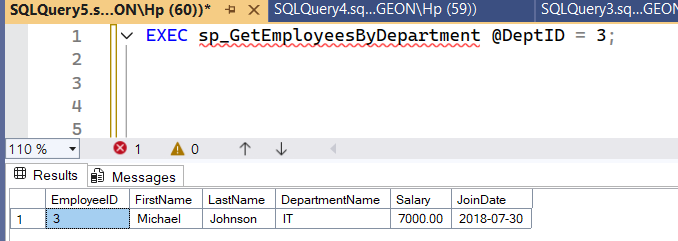 SQLQuery5.s...ON\Hp (60))* SQLQuery4.sq...GEON\Hp (59)) SQLQuery3.sq...GEON
1 EXEC sp_GetEmployeesByDepartment @DeptID = 3;
2
3
4
5
110 % 1 0
Results Messages
EmployeeID FirstName LastName DepartmentName Salary JoinDate
1 3 Michael Johnson IT 7000.00 2018-07-30